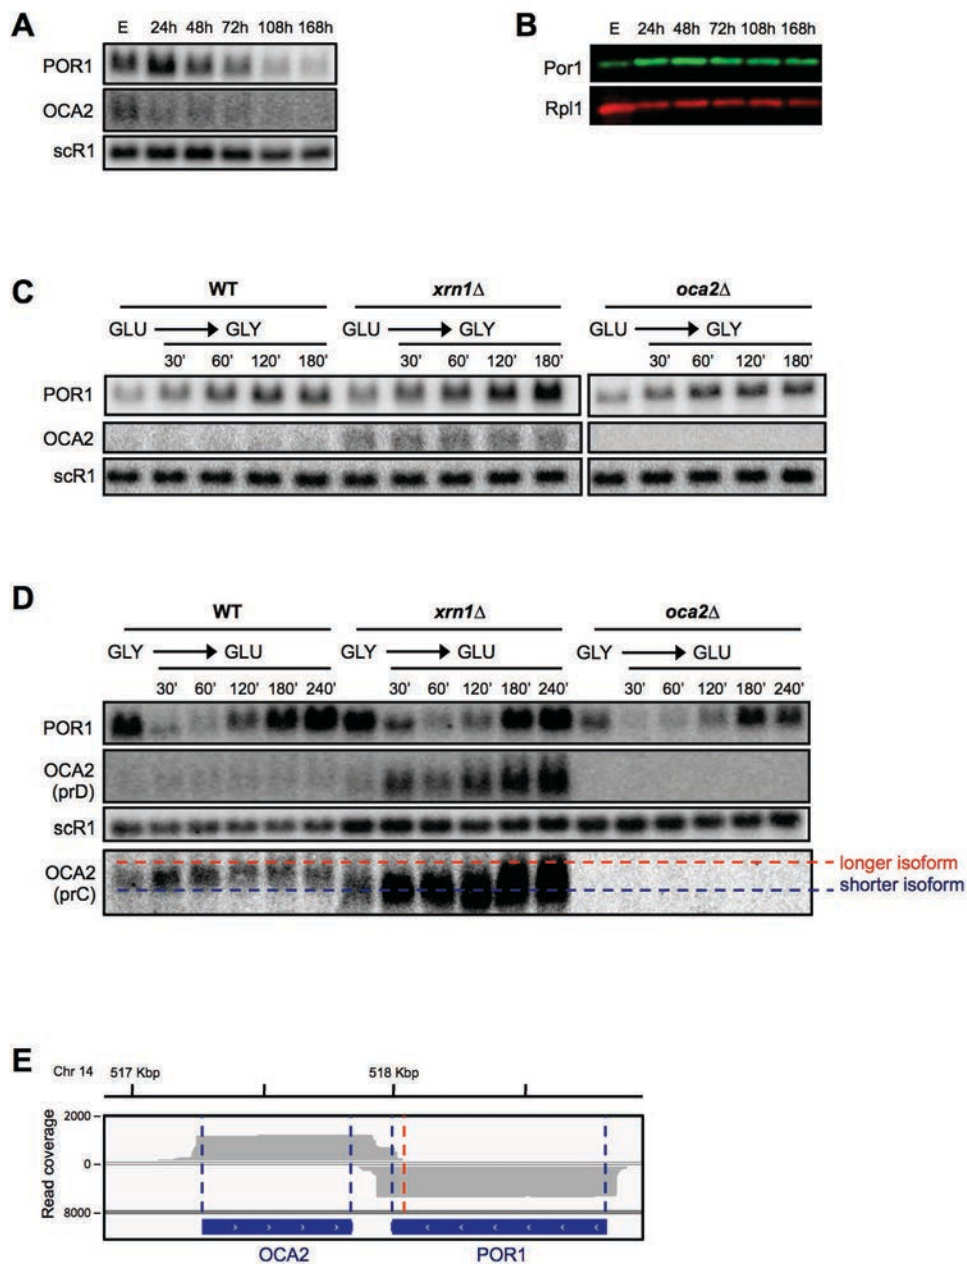 A
E 24h 48h 72h 108h 168h
POR1
OCA2
scR1
B
E 24h 48h 72h 108h 168h
Por1
Rpl1
C
WT xrn1Δ oca2Δ
GLU GLY GLU GLY GLU GLY
30' 60' 120' 180' 30' 60' 120' 180' 30' 60' 120' 180'
POR1
OCA2
scR1
D
WT xrn1Δ oca2Δ
GLY GLU GLY GLU GLY GLU
30' 60' 120' 180' 240' 30' 60' 120' 180' 240' 30' 60' 120' 180' 240'
POR1
OCA2
(prD)
scR1
OCA2
(prC)
longer isoform
shorter isoform
E
Chr 14 517 Kbp 518 Kbp
Read coverage
2000
0
8000
OCA2 POR1